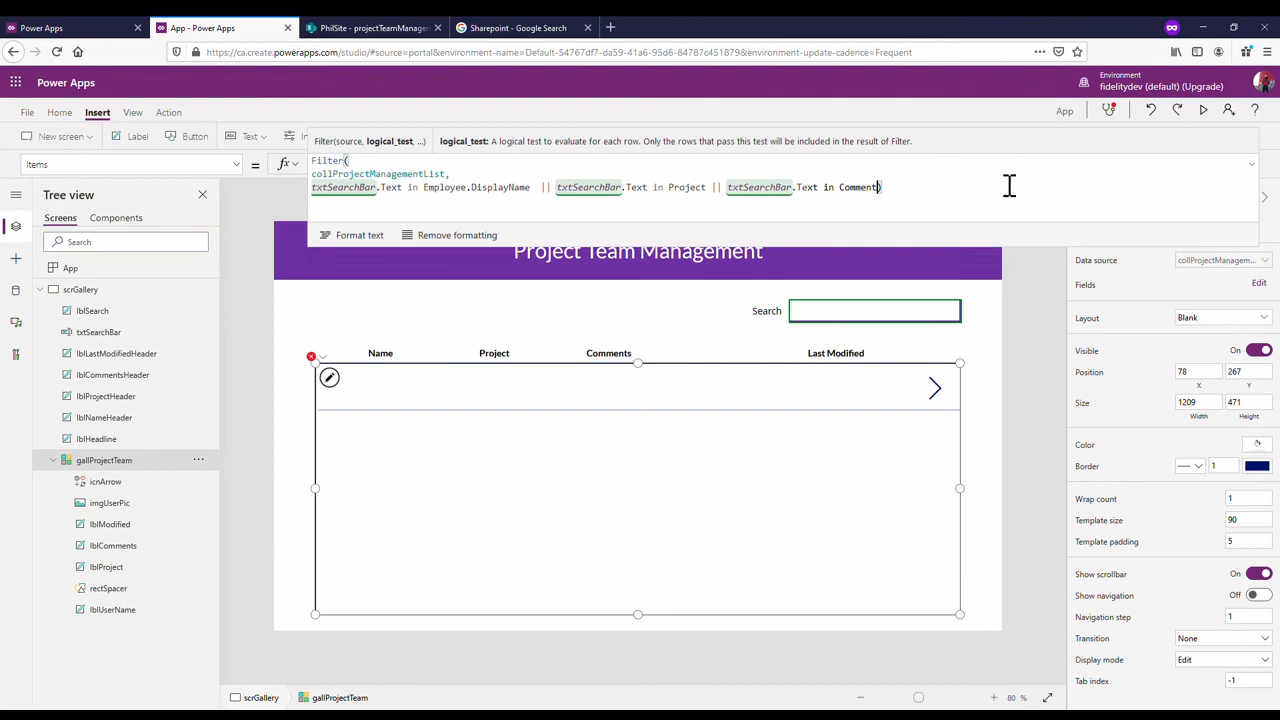 Power Apps
App - Power Apps
PhilSite - projectTeamManagem
Sharepoint - Google Search
https://ca.create.powerapps.com/studio/#source=portal&environment-name=Default-54767f7-da59-41a6-95d6-84787c451879&environment-update-cadence=Frequent
Power Apps
Environment
fidelitydev (default) (Upgrade)
File Home Insert View Action
App
New screen Label Button Text In
Filter(source, logical_test, ...) logical_test: A logical test to evaluate for each row. Only the rows that pass this test will be included in the result of Filter.
Items = fx
Filter(
collProjectManagementList,
txtSearchBar.Text in Employee.DisplayName || txtSearchBar.Text in Project || txtSearchBar.Text in Comment)
Format text Remove formatting
Tree view
Screens Components
Search
App
scrGallery
lblSearch
txtSearchBar
lblLastModifiedHeader
lblCommentsHeader
lblProjectHeader
lblNameHeader
lblHeadline
gallProjectTeam
icnArrow
imgUserPic
lblModified
lblComments
lblProject
rectSpacer
lblUserName
Project Team Management
Search
Name Project Comments Last Modified
Data source collProjectManagem...
Fields Edit
Layout Blank
Visible On
Position 78 267
X Y
Size 1209 471
Width Height
Color
Border 1
Wrap count 1
Template size 90
Template padding 5
Show scrollbar On
Show navigation Off
Navigation step 1
Transition None
Display mode Edit
Tab index -1
scrGallery gallProjectTeam
80 %